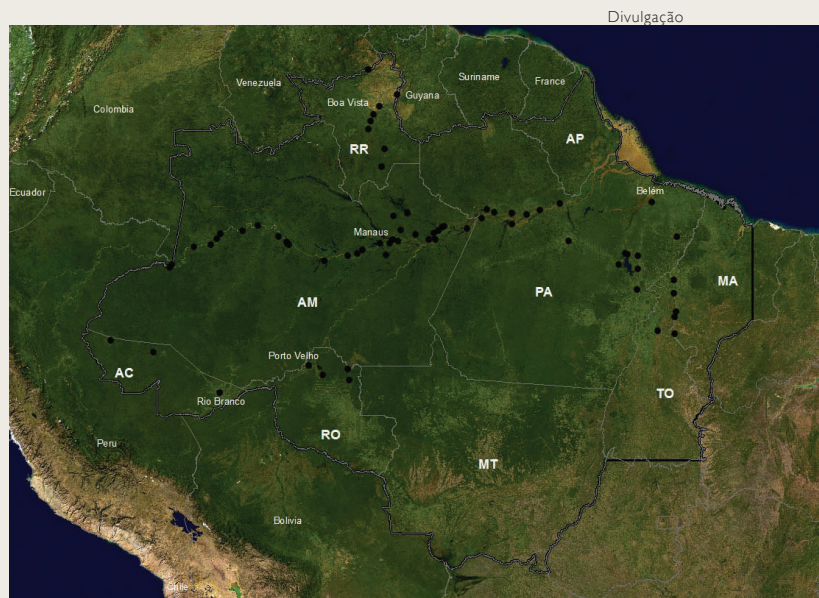 Divulgação
Venezuela
Suriname
France
Guyana
Colombia
Boa Vista
RR
AP
Ecuador
Belém
Manaus
PA
MA
AM
Porto Velho
AC
Rio Branco
TO
RO
Peru
MT
Bolivia
Chile